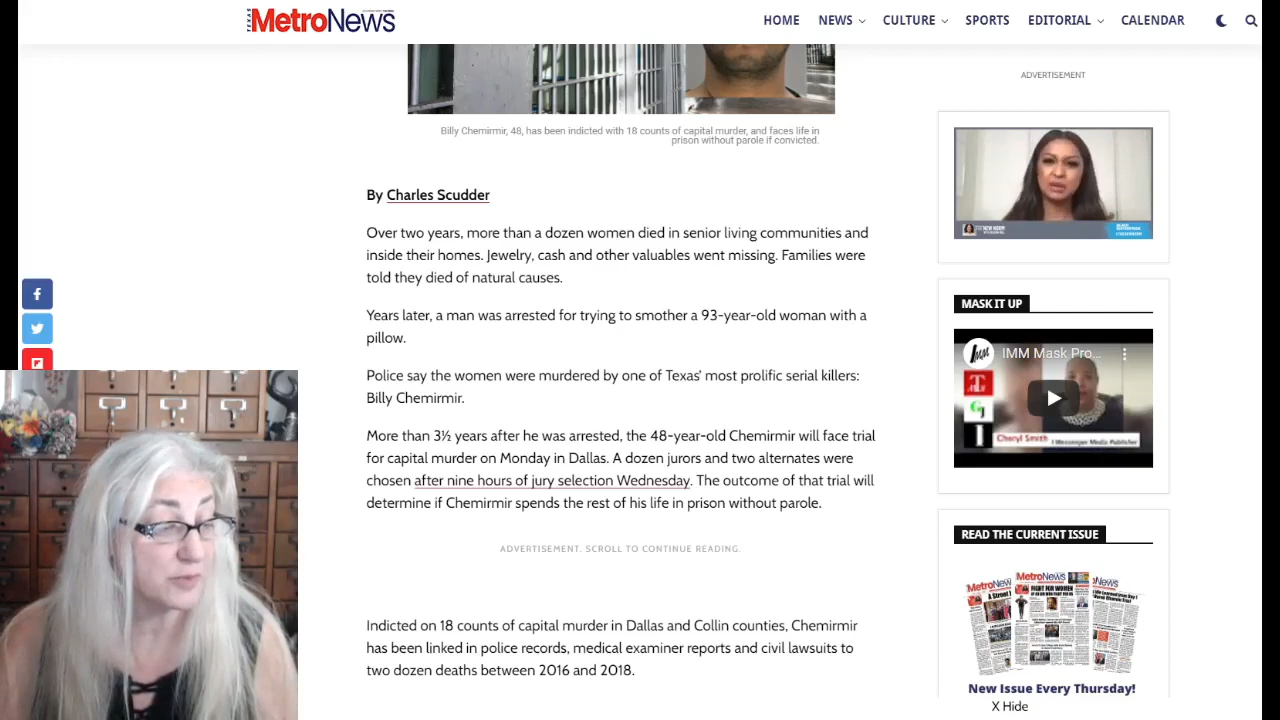 TEXAS MetroNews
HOME NEWS CULTURE SPORTS EDITORIAL CALENDAR
ADVERTISEMENT
Billy Chemirmir, 48, has been indicted with 18 counts of capital murder, and faces life in
prison without parole if convicted.
By Charles Scudder
Over two years, more than a dozen women died in senior living communities and
inside their homes. Jewelry, cash and other valuables went missing. Families were
told they died of natural causes.
Years later, a man was arrested for trying to smother a 93-year-old woman with a
pillow.
Police say the women were murdered by one of Texas' most prolific serial killers:
Billy Chemirmir.
More than 3½ years after he was arrested, the 48-year-old Chemirmir will face trial
for capital murder on Monday in Dallas. A dozen jurors and two alternates were
chosen after nine hours of jury selection Wednesday. The outcome of that trial will
determine if Chemirmir spends the rest of his life in prison without parole.
ADVERTISEMENT. SCROLL TO CONTINUE READING.
Indicted on 18 counts of capital murder in Dallas and Collin counties, Chemirmir
has been linked in police records, medical examiner reports and civil lawsuits to
two dozen deaths between 2016 and 2018.
MASK IT UP
IMM Mask Pro...
Cheryl Smith
I Messenger Media Publisher
READ THE CURRENT ISSUE
MetroNews
New Issue Every Thursday!
X Hide